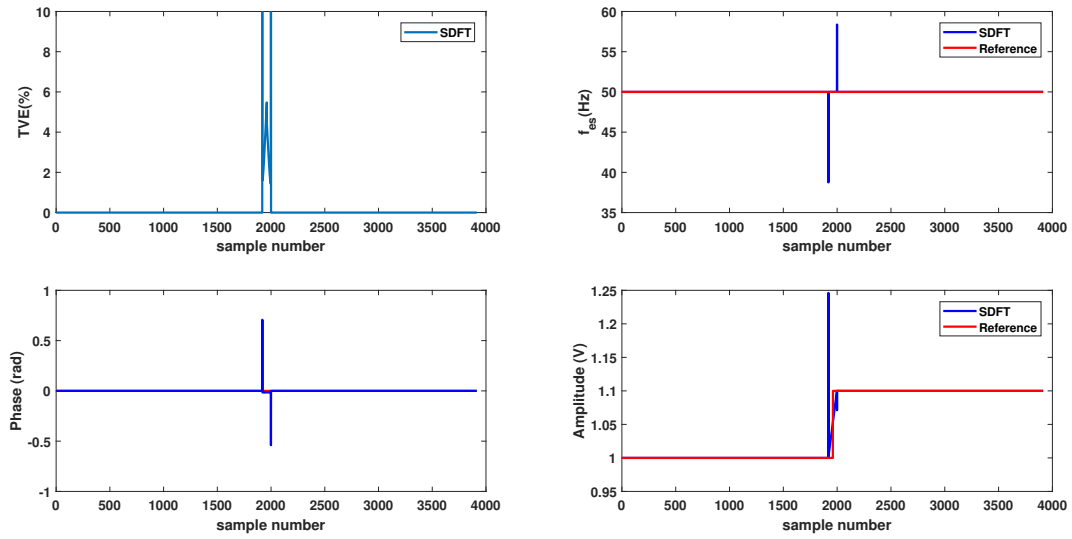 TVE(%)
10
8
6
4
2
0
SDFT
0 500 1000 1500 2000 2500 3000 3500 4000
sample number
f_es(Hz)
60
55
50
45
40
35
SDFT
Reference
0 500 1000 1500 2000 2500 3000 3500 4000
sample number
Phase (rad)
1
0.5
0
-0.5
-1
0 500 1000 1500 2000 2500 3000 3500 4000
sample number
Amplitude (V)
1.25
1.2
1.15
1.1
1.05
1
0.95
SDFT
Reference
0 500 1000 1500 2000 2500 3000 3500 4000
sample number